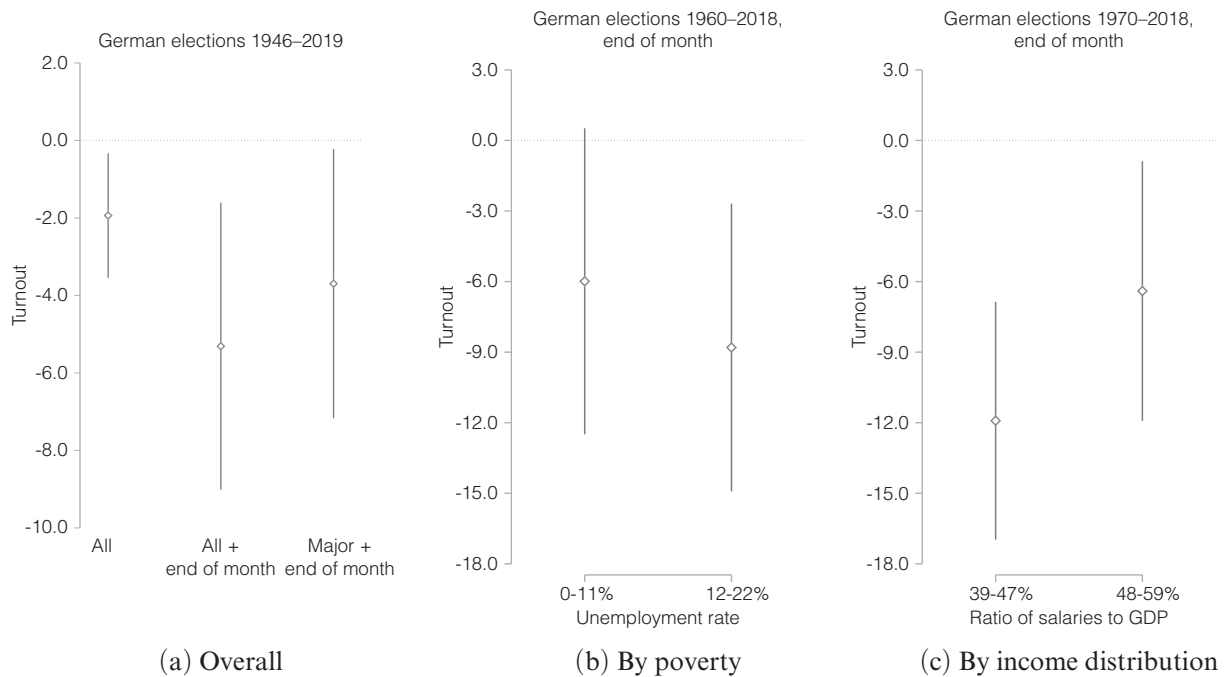 German elections 1946–2019
2.0
0.0
-2.0
-4.0
-6.0
-8.0
-10.0
Turnout
All
All +
end of month
Major +
end of month
(a) Overall
German elections 1960–2018,
end of month
3.0
0.0
-3.0
-6.0
-9.0
-12.0
-15.0
-18.0
Turnout
0-11%
12-22%
Unemployment rate
(b) By poverty
German elections 1970–2018,
end of month
3.0
0.0
-3.0
-6.0
-9.0
-12.0
-15.0
-18.0
Turnout
39-47%
48-59%
Ratio of salaries to GDP
(c) By income distribution